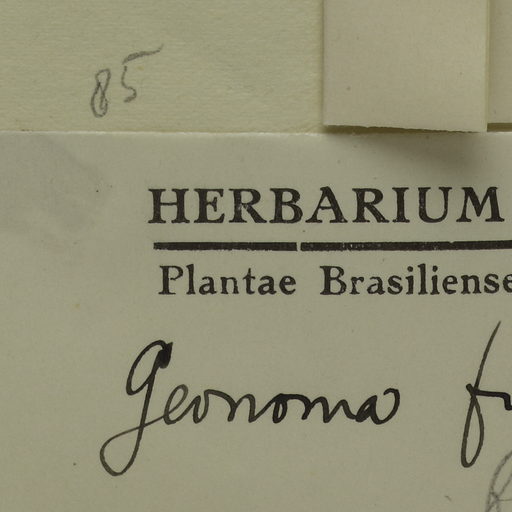 85
HERBARIUM
Plantae Brasiliense
Geonoma